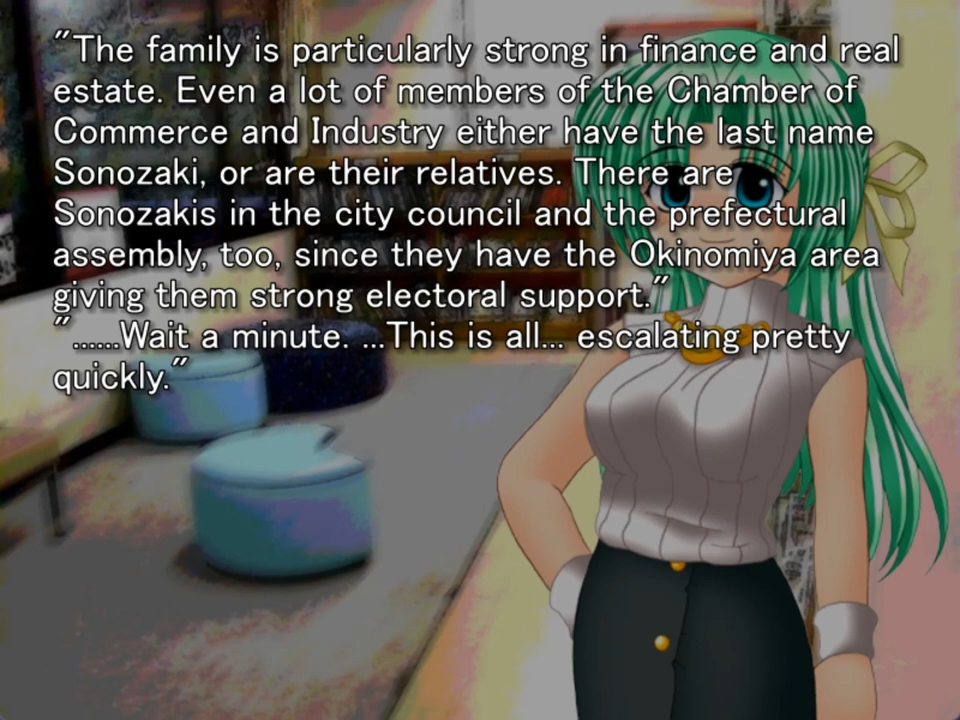 "The family is particularly strong in finance and real
estate. Even a lot of members of the Chamber of
Commerce and Industry either have the last name
Sonozaki, or are their relatives. There are
Sonozakis in the city council and the prefectural
assembly, too, since they have the Okinomiya area
giving them strong electoral support."
"......Wait a minute. ...This is all... escalating pretty
quickly."